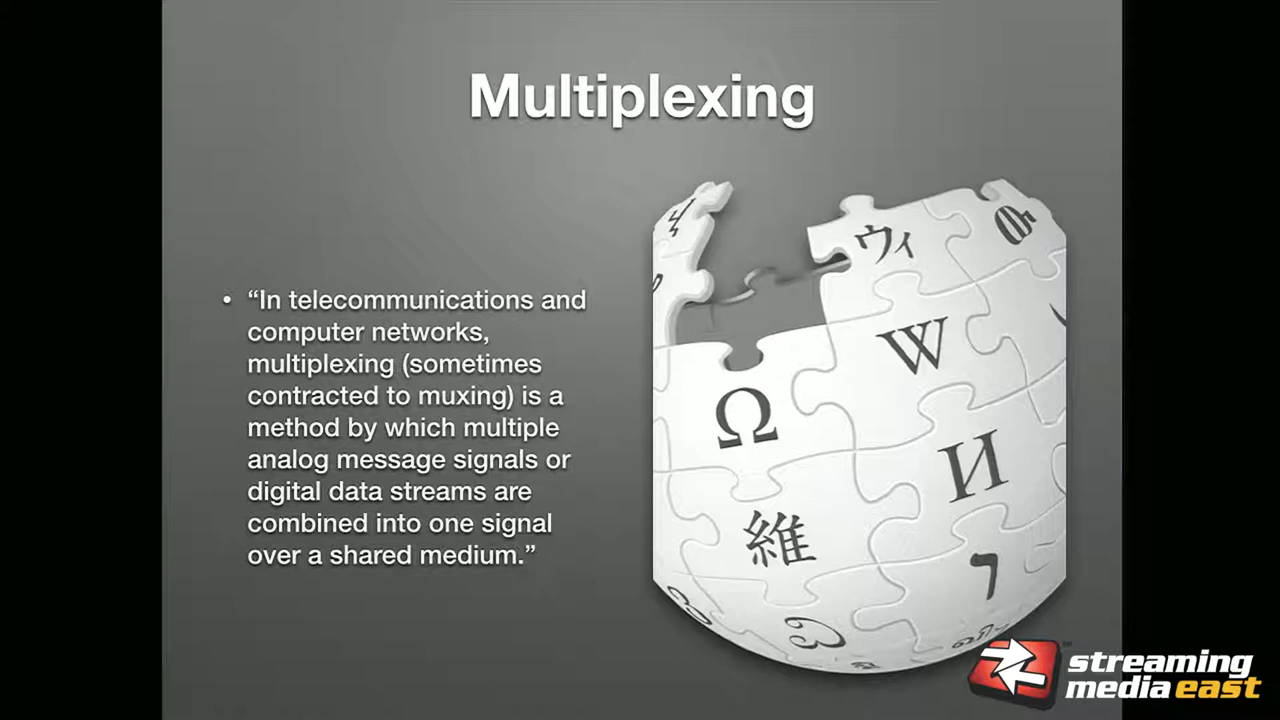 Multiplexing
• “In telecommunications and
computer networks,
multiplexing (sometimes
contracted to muxing) is a
method by which multiple
analog message signals or
digital data streams are
combined into one signal
over a shared medium.”
ウィ
W
Ω
И
維
ר
streaming
media east